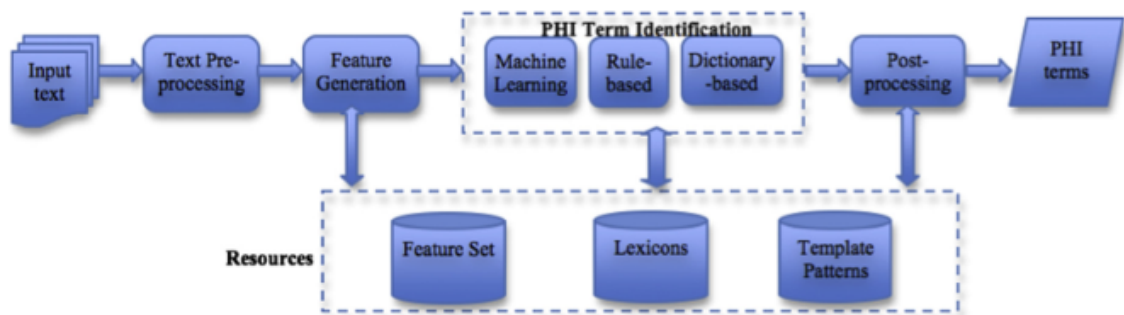 PHI Term Identification
Input
text
Text Pre-
processing
Feature
Generation
Machine
Learning
Rule-
based
Dictionary
-based
Post-
processing
PHI
terms
Resources
Feature Set
Lexicons
Template
Patterns